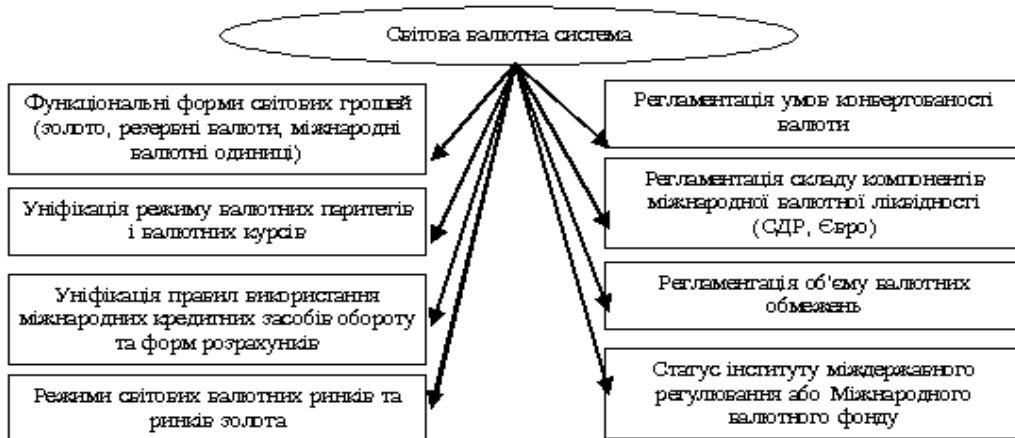 Світова валютна система
Функціональні форми світових грошей
(золото, резервні валюти, міжнародні
валютні одиниці)
Уніфікація режиму валютних паритетів
і валютних курсів
Уніфікація правил використання
міжнародних кредитних засобів обороту
та форм розрахунків
Режими світових валютних ринків та
ринків золота
Регламентація умов конвертованості
валюти
Регламентація складу компонентів
міжнародної валютної ліквідності
(СДР, Євро)
Регламентація об'єму валютних
обмежень
Статус інституту міждержавного
регулювання або Міжнародного
валютного фонду